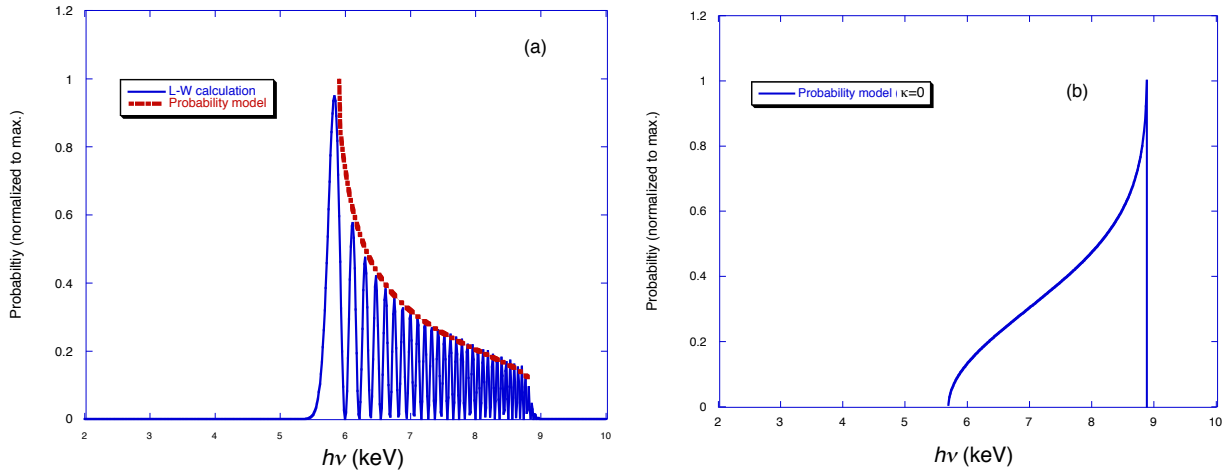 1.2
1
0.8
0.6
0.4
0.2
0
Probabiltiy (normalized to max.)
(a)
L-W calculation
Probability model
2 3 4 5 6 7 8 9 10
hν (keV)
1.2
1
0.8
0.6
0.4
0.2
0
Probabiltiy (normalized to max.)
(b)
Probability model ( κ=0
2 3 4 5 6 7 8 9 10
hν (keV)